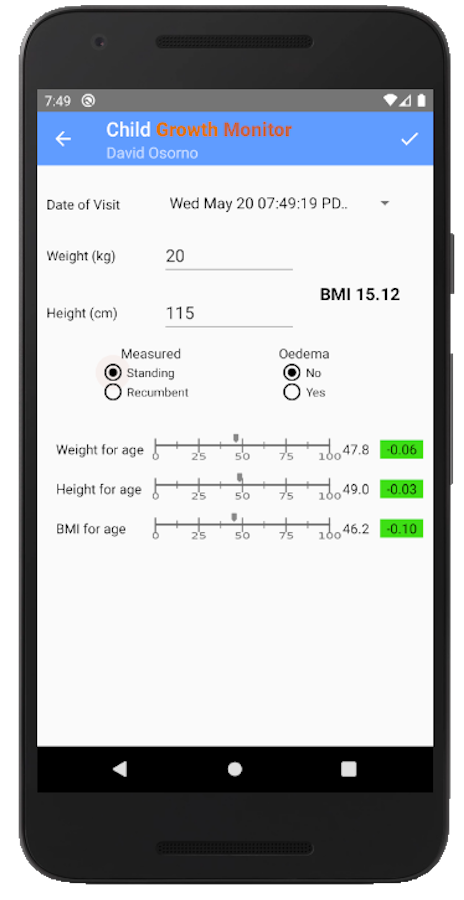 7:49
Child Growth Monitor
David Osorno
Date of Visit Wed May 20 07:49:19 PD..
Weight (kg) 20
BMI 15.12
Height (cm) 115
Measured Oedema
Standing No
Recumbent Yes
Weight for age 0 25 50 75 100 47.8 -0.06
Height for age 0 25 50 75 100 49.0 -0.03
BMI for age 0 25 50 75 100 46.2 -0.10